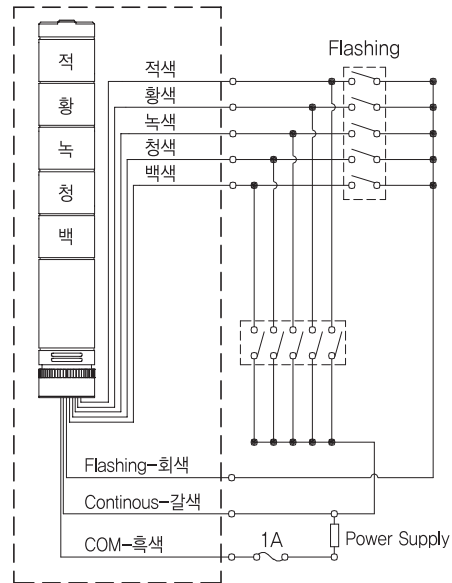 Flashing
적
황
녹
청
백
적색
황색
녹색
청색
백색
Flashing-회색
Continous-갈색
COM-흑색
1A
Power Supply